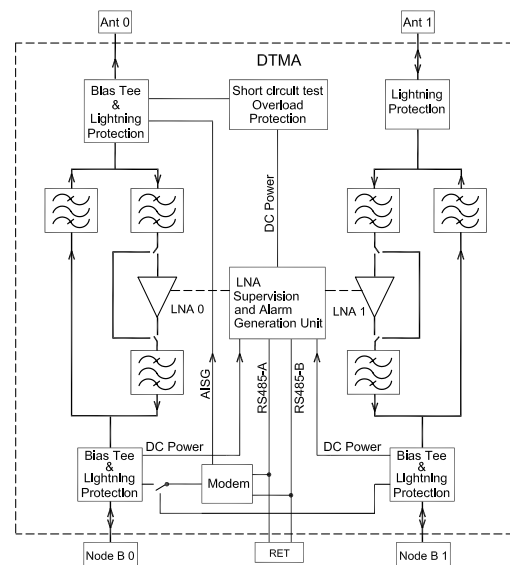 Ant 0
Ant 1
DTMA
Bias Tee
&
Lightning
Protection
Short circuit test
Overload
Protection
Lightning
Protection
DC Power
LNA 0
LNA
Supervision
and Alarm
Generation Unit
LNA 1
AISG
RS485-A
RS485-B
DC Power
DC Power
Bias Tee
&
Lightning
Protection
Modem
Bias Tee
&
Lightning
Protection
Node B 0
RET
Node B 1